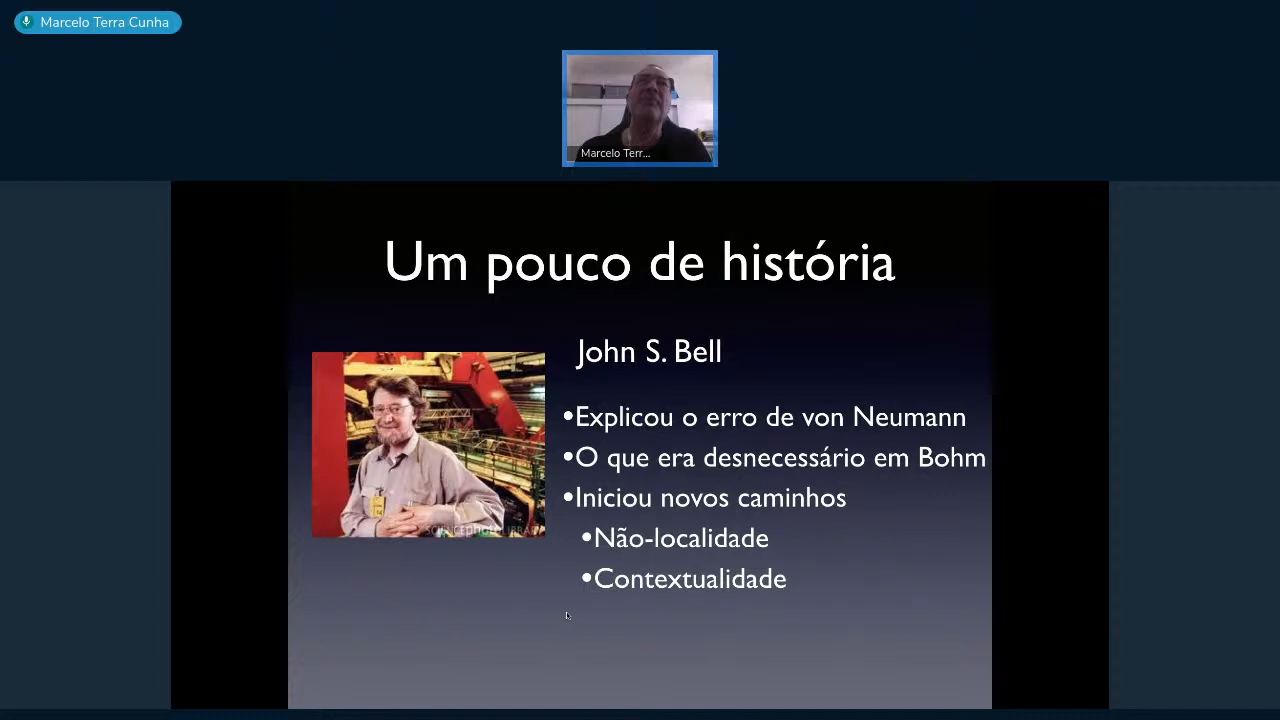 Marcelo Terra Cunha
Marcelo Terr...
Um pouco de história
John S. Bell
•Explicou o erro de von Neumann
•O que era desnecessário em Bohm
•Iniciou novos caminhos
•Não-localidade
•Contextualidade
SCIENCEPHOTOLIBRARY